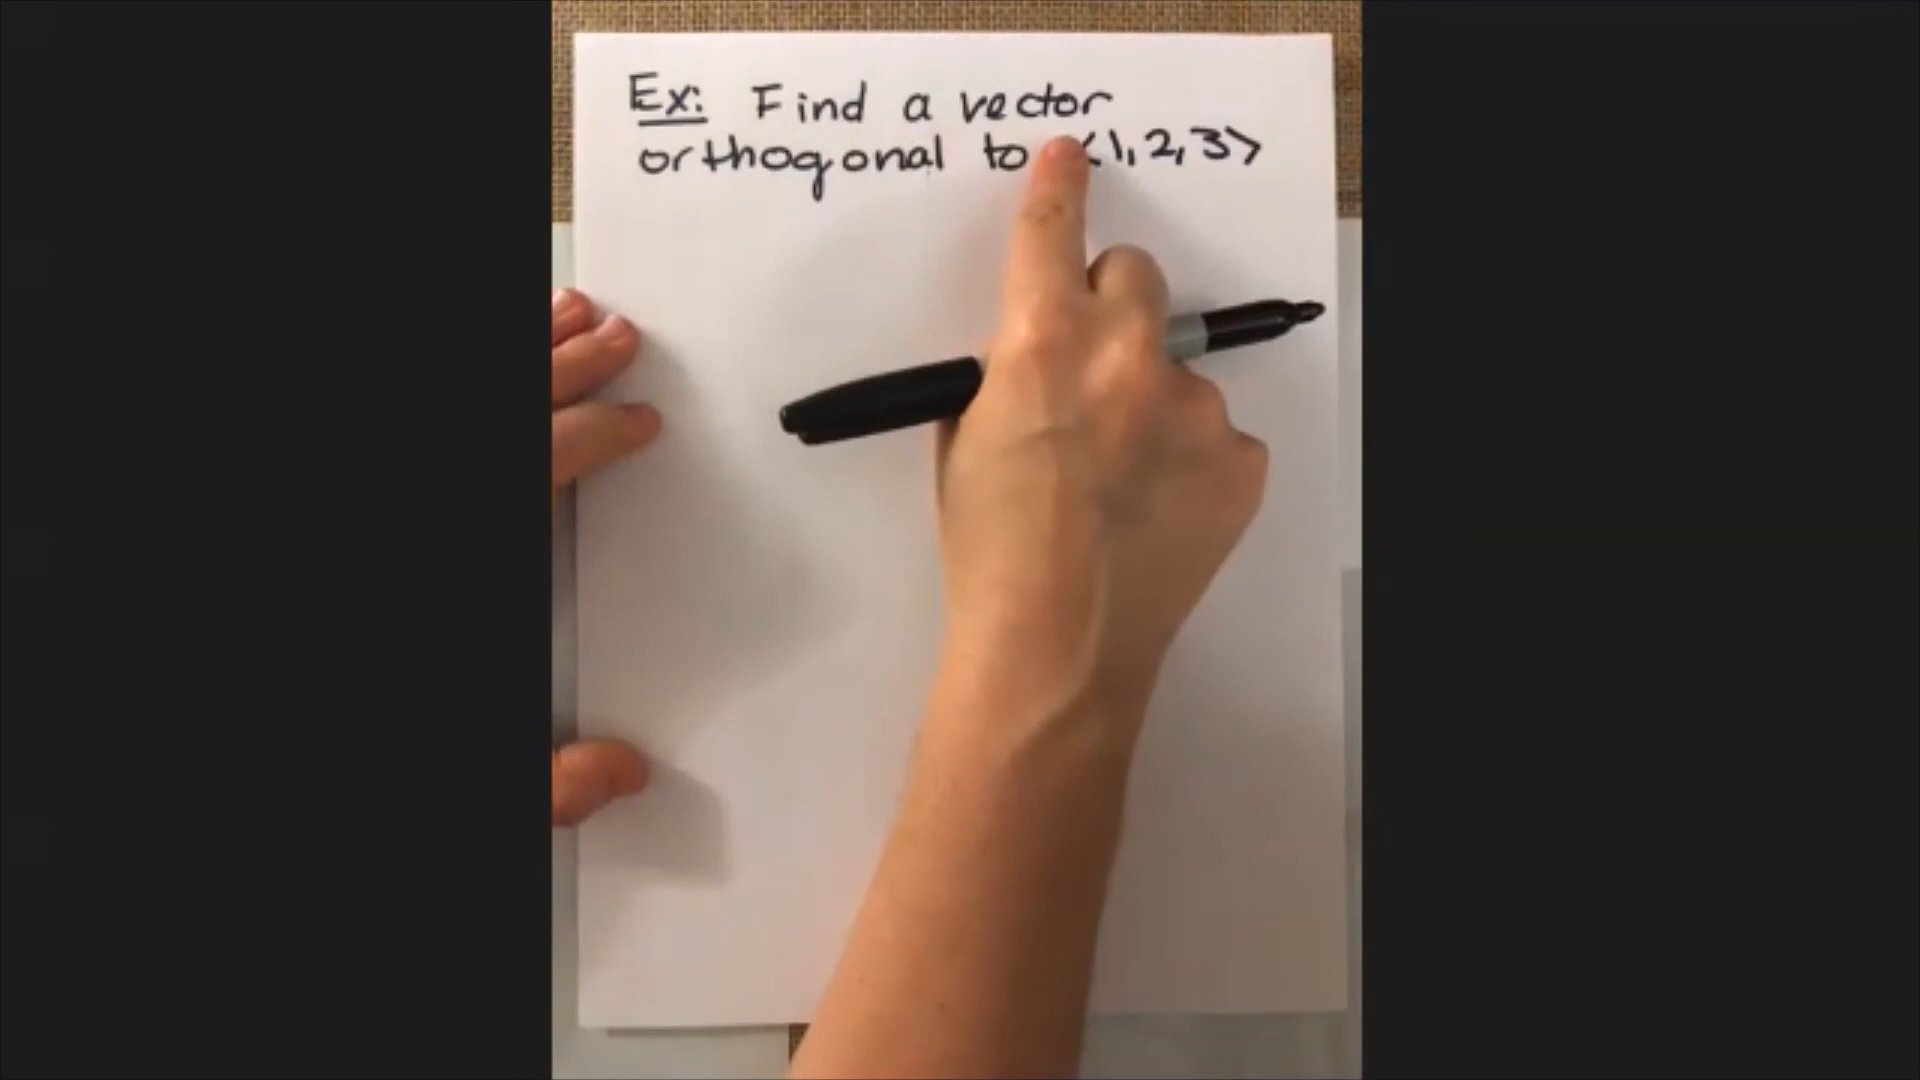 Ex: Find a vector
orthogonal to <1, 2, 3>